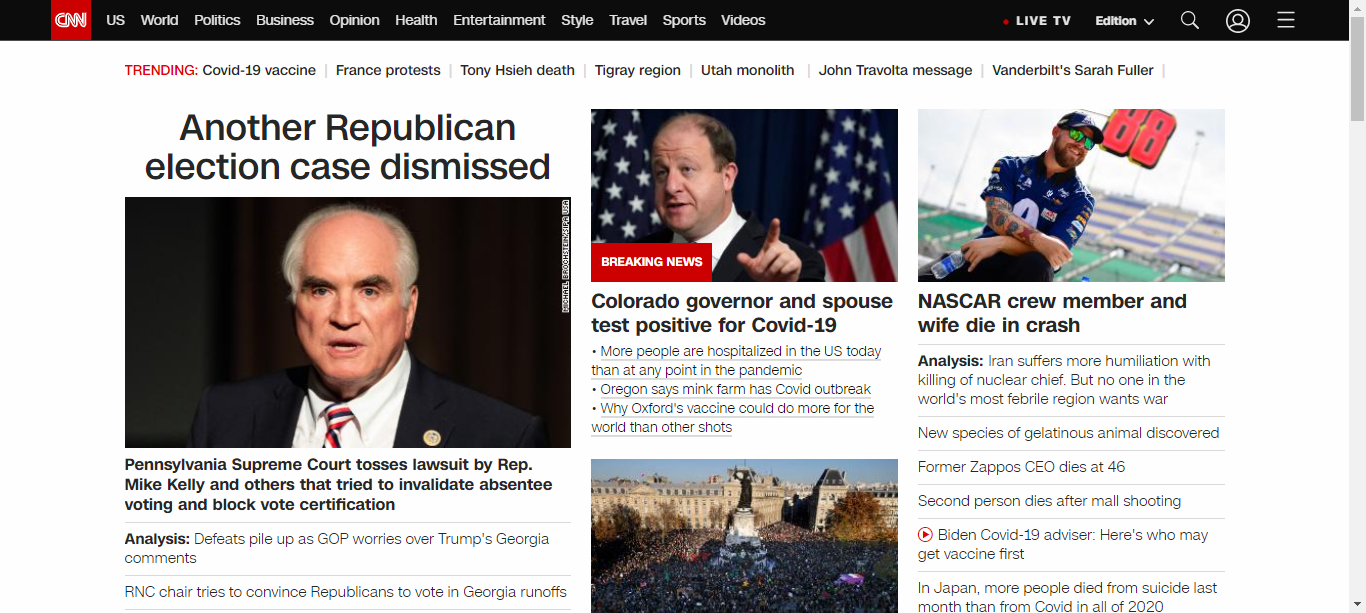 CNN
US World Politics Business Opinion Health Entertainment Style Travel Sports Videos
LIVE TV Edition
TRENDING: Covid-19 vaccine | France protests | Tony Hsieh death | Tigray region | Utah monolith | John Travolta message | Vanderbilt's Sarah Fuller |
Another Republican
election case dismissed
MICHAEL BROCHSTEIN/SIPA USA
Pennsylvania Supreme Court tosses lawsuit by Rep.
Mike Kelly and others that tried to invalidate absentee
voting and block vote certification
Analysis: Defeats pile up as GOP worries over Trump's Georgia
comments
RNC chair tries to convince Republicans to vote in Georgia runoffs
BREAKING NEWS
Colorado governor and spouse
test positive for Covid-19
• More people are hospitalized in the US today
than at any point in the pandemic
• Oregon says mink farm has Covid outbreak
• Why Oxford's vaccine could do more for the
world than other shots
88
NASCAR crew member and
wife die in crash
Analysis: Iran suffers more humiliation with
killing of nuclear chief. But no one in the
world's most febrile region wants war
New species of gelatinous animal discovered
Former Zappos CEO dies at 46
Second person dies after mall shooting
Biden Covid-19 adviser: Here's who may
get vaccine first
In Japan, more people died from suicide last
month than from Covid in all of 2020